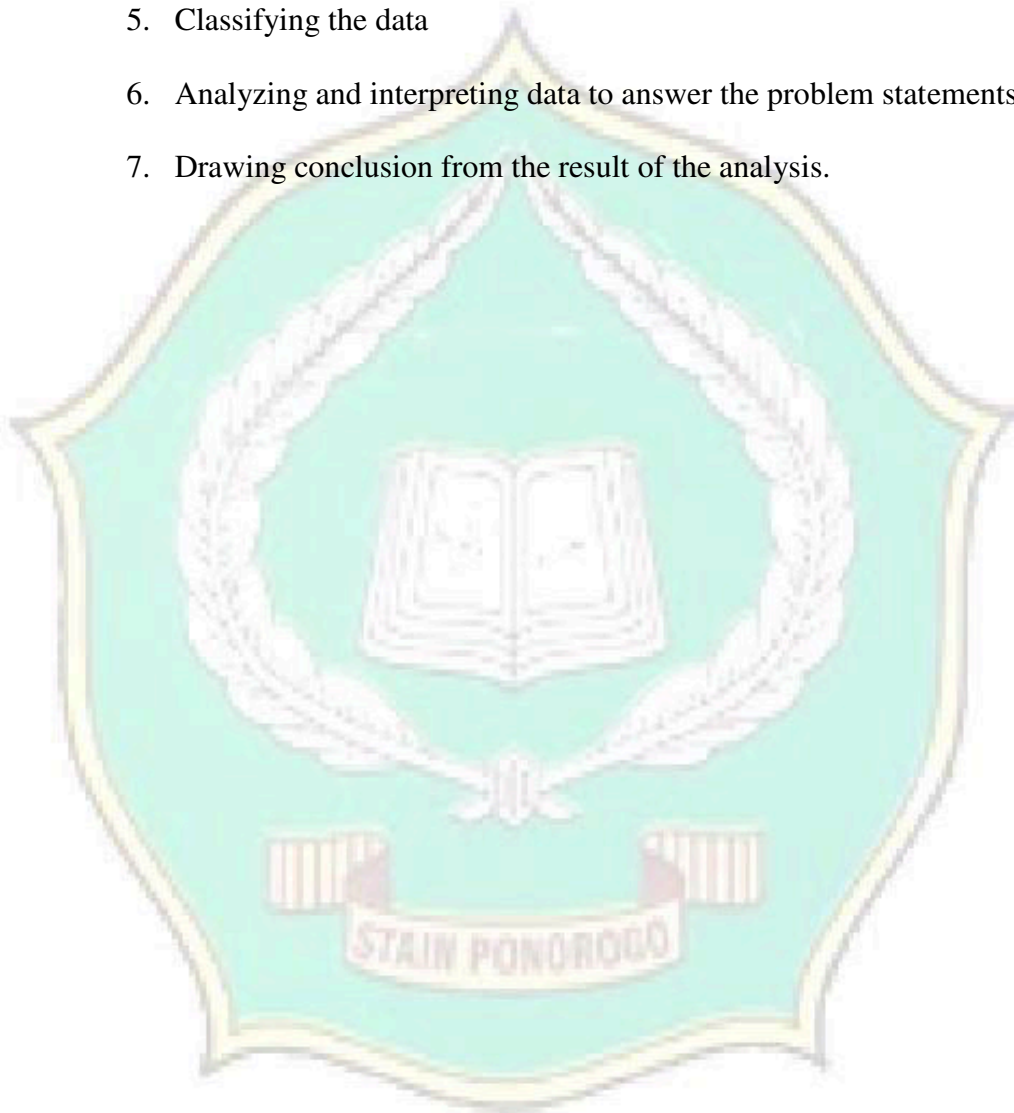 5. Classifying the data
6. Analyzing and interpreting data to answer the problem statements
7. Drawing conclusion from the result of the analysis.
STAIN PONOROGO